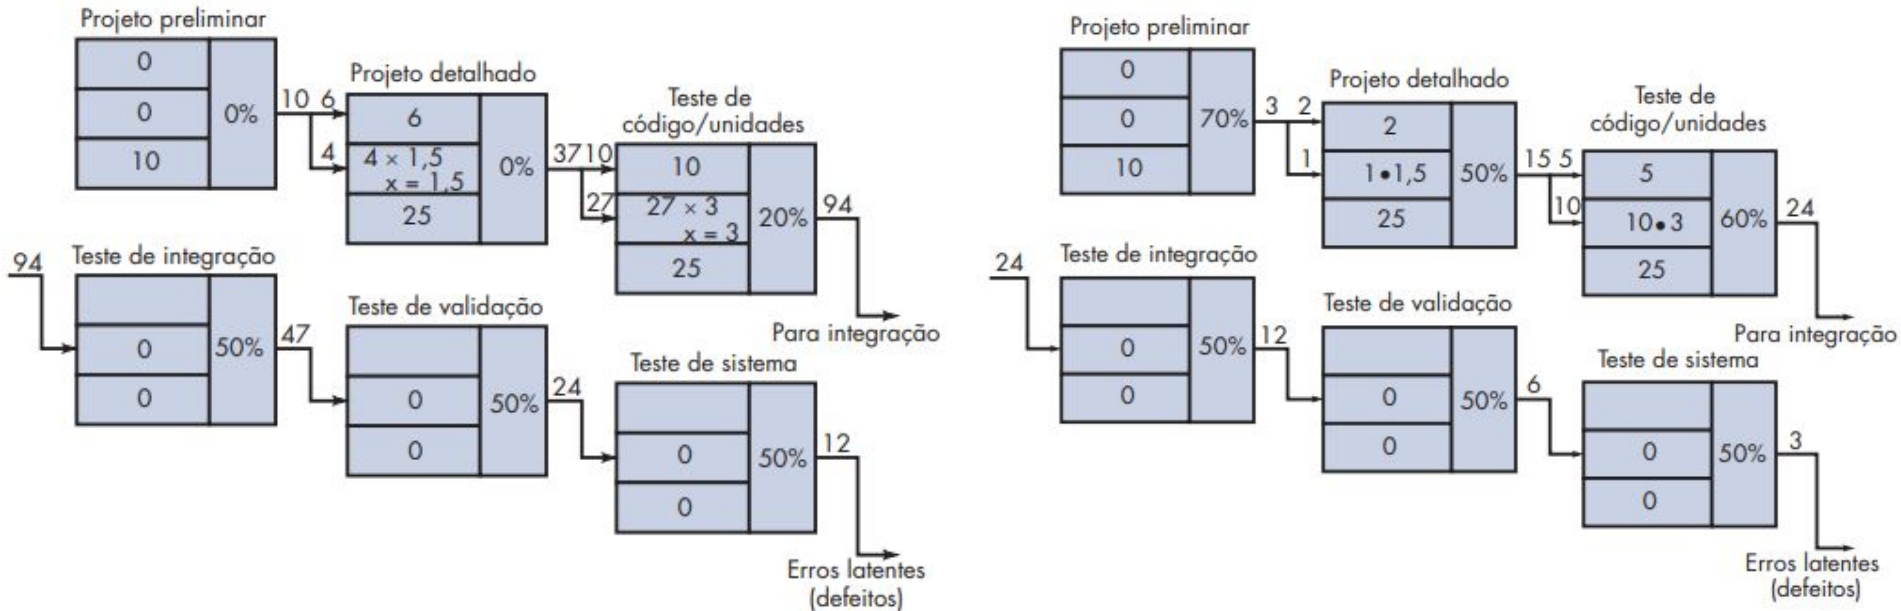 Projeto preliminar
0
0
10
0%
10 6
4
Projeto detalhado
6
4 × 1,5
x = 1,5
25
0%
37 10
27
Teste de
código/unidades
10
27 × 3
x = 3
25
20%
94
Para integração
94
Teste de integração
0
0
50%
47
Teste de validação
0
0
50%
24
Teste de sistema
0
0
50%
12
Erros latentes
(defeitos)
Projeto preliminar
0
0
10
70%
3 2
1
Projeto detalhado
2
1•1,5
25
50%
15 5
10
Teste de
código/unidades
5
10•3
25
60%
24
Para integração
24
Teste de integração
0
0
50%
12
Teste de validação
0
0
50%
6
Teste de sistema
0
0
50%
3
Erros latentes
(defeitos)